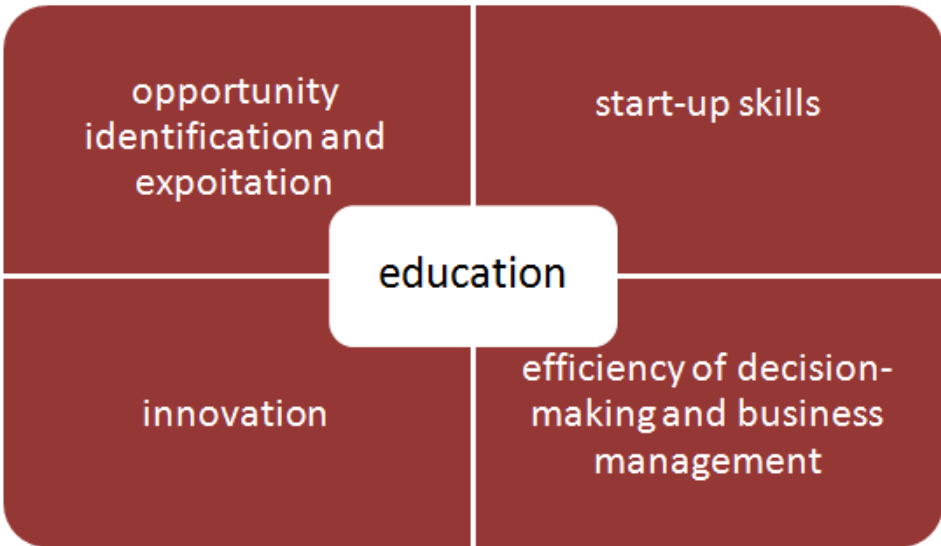 opportunity
identification and
expoitation
start-up skills
education
innovation
efficiency of decision-
making and business
management